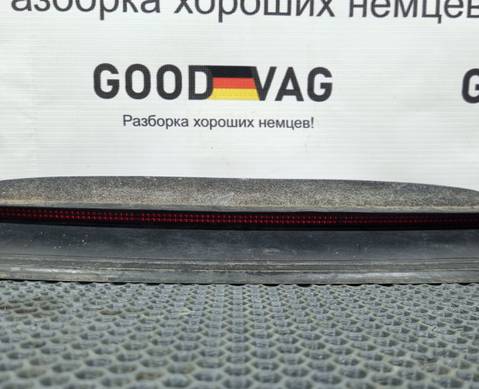 азборка хороших немцев
GOOD VAG
G
Разборка хороших немцев!